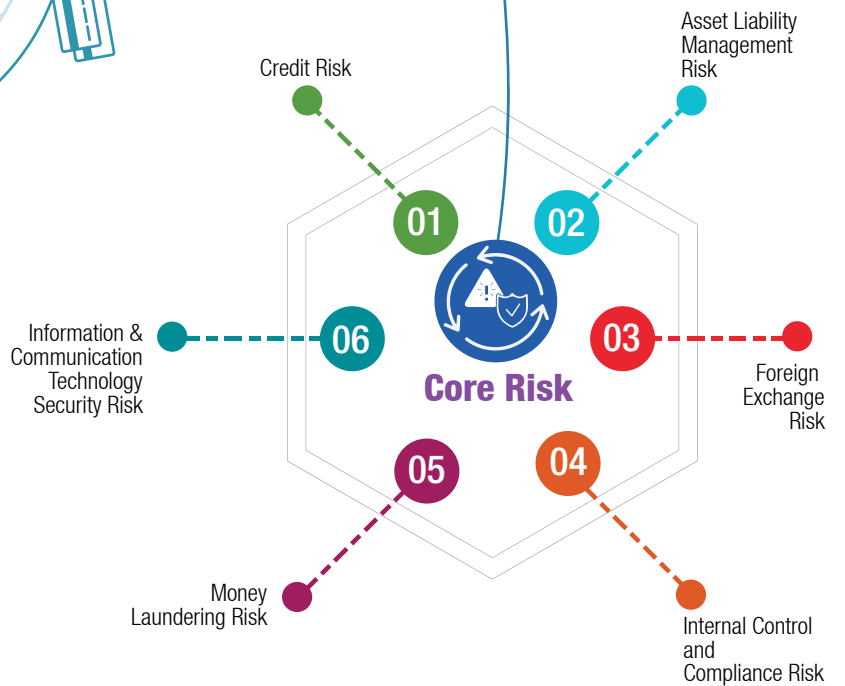 Credit Risk
Asset Liability
Management
Risk
01
02
Information &
Communication
Technology
Security Risk
06
03
Foreign
Exchange
Risk
Core Risk
05
04
Money
Laundering Risk
Internal Control
and
Compliance Risk